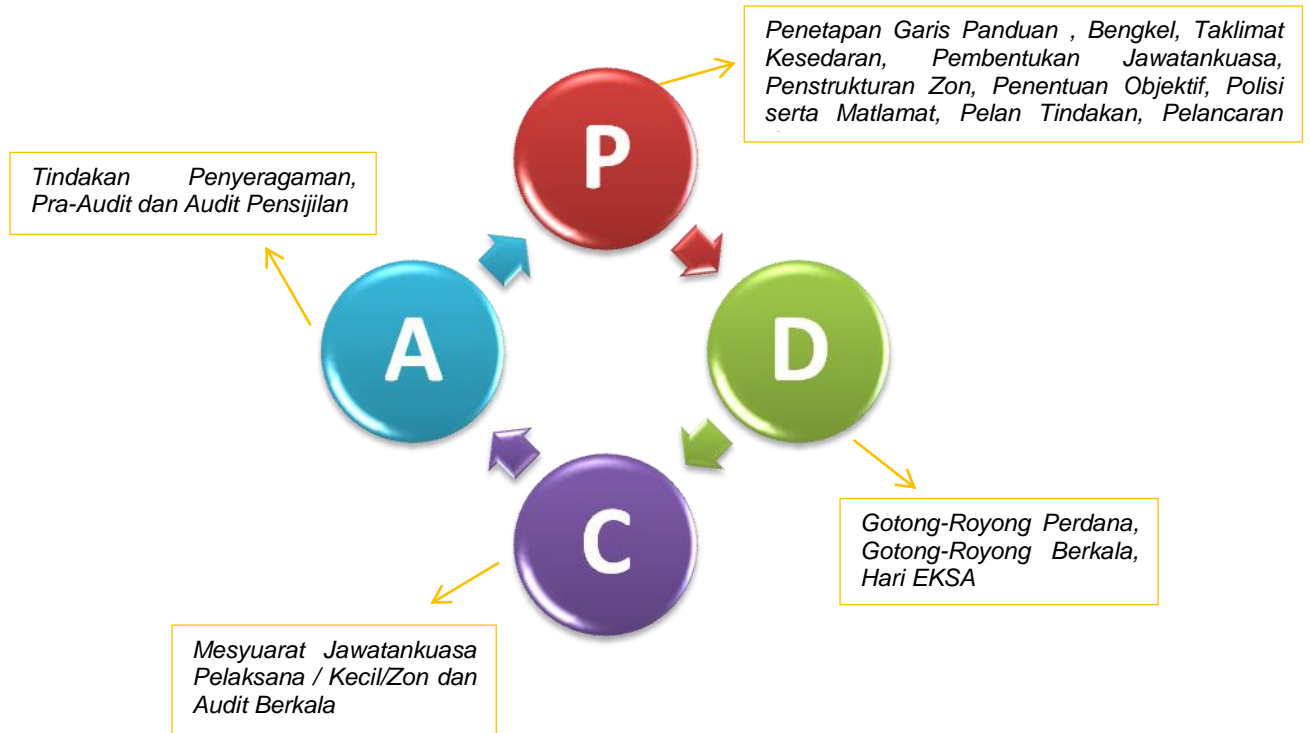 Penetapan Garis Panduan , Bengkel, Taklimat
Kesedaran, Pembentukan Jawatankuasa,
Penstrukturan Zon, Penentuan Objektif, Polisi
serta Matlamat, Pelan Tindakan, Pelancaran
P
Tindakan Penyeragaman,
Pra-Audit dan Audit Pensijilan
A
D
Gotong-Royong Perdana,
Gotong-Royong Berkala,
Hari EKSA
C
Mesyuarat Jawatankuasa
Pelaksana / Kecil/Zon dan
Audit Berkala